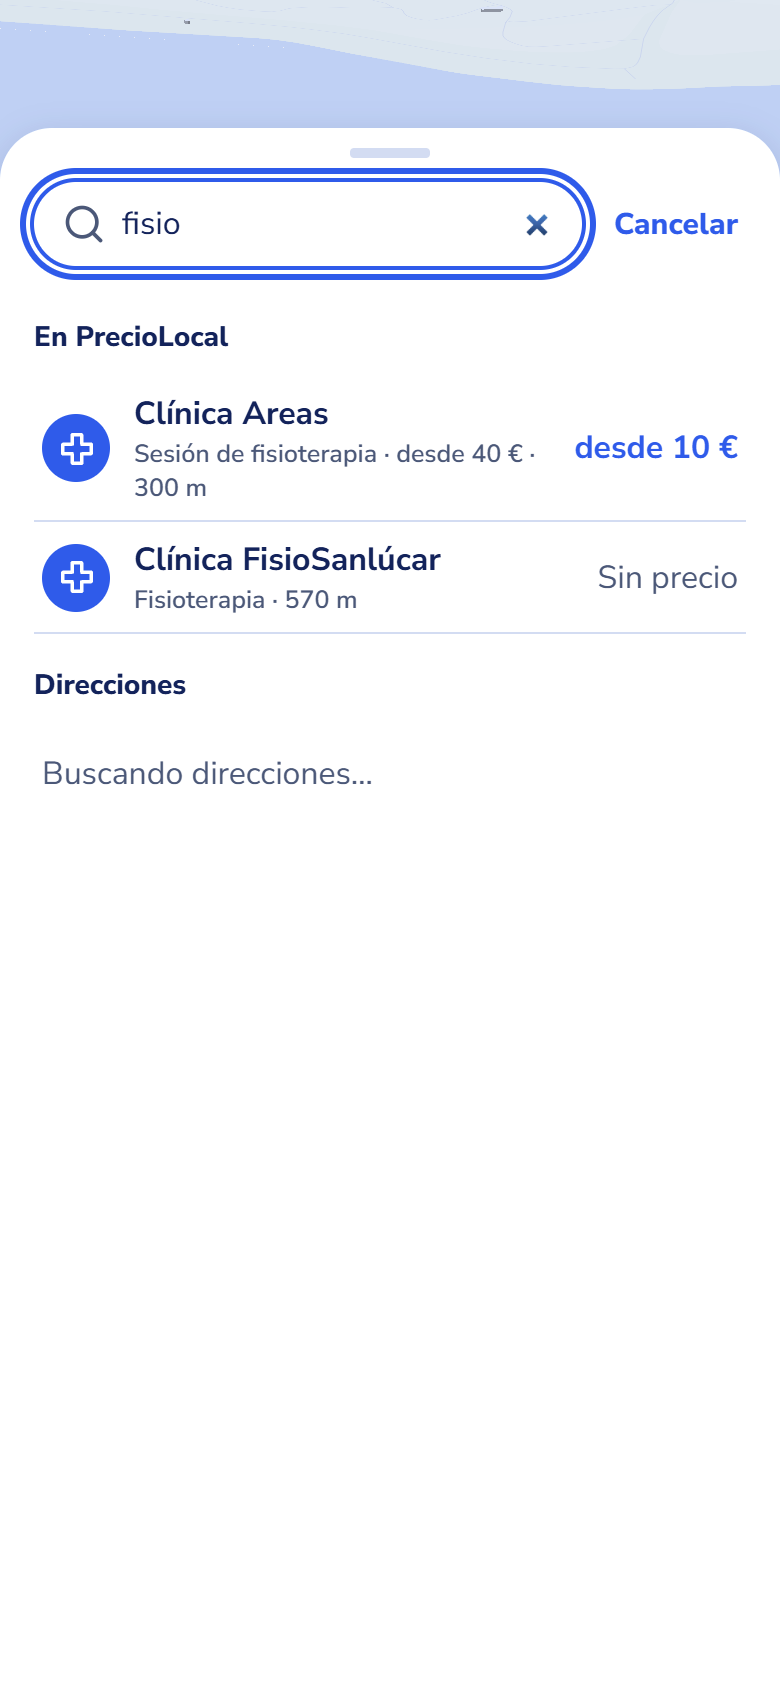 fisio
Cancelar
En PrecioLocal
Clínica Areas
Sesión de fisioterapia · desde 40 € ·
300 m
desde 10 €
Clínica FisioSanlúcar
Fisioterapia · 570 m
Sin precio
Direcciones
Buscando direcciones...